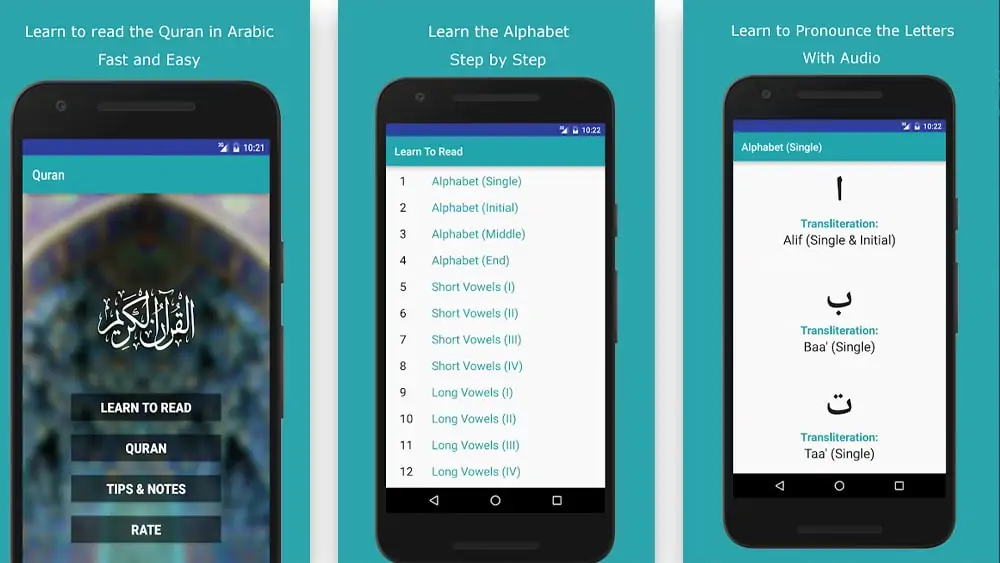 Learn to read the Quran in Arabic
Fast and Easy
10:21
Quran
القرآن الكريم
LEARN TO READ
QURAN
TIPS & NOTES
RATE
Learn the Alphabet
Step by Step
10:22
Learn To Read
1 Alphabet (Single)
2 Alphabet (Initial)
3 Alphabet (Middle)
4 Alphabet (End)
5 Short Vowels (I)
6 Short Vowels (II)
7 Short Vowels (III)
8 Short Vowels (IV)
9 Long Vowels (I)
10 Long Vowels (II)
11 Long Vowels (III)
12 Long Vowels (IV)
Learn to Pronounce the Letters
With Audio
10:22
Alphabet (Single)
ا
Transliteration:
Alif (Single & Initial)
ب
Transliteration:
Baa' (Single)
ت
Transliteration:
Taa' (Single)